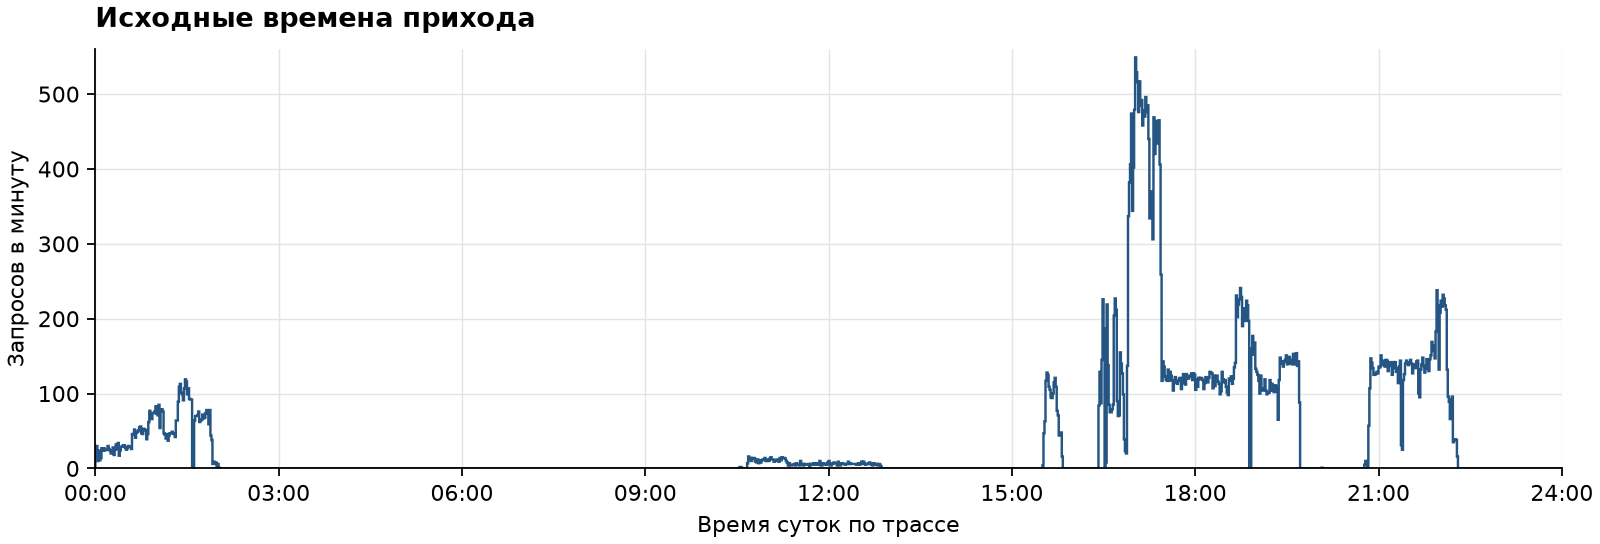 Исходные времена прихода
Запросов в минуту
500
400
300
200
100
0
00:00 03:00 06:00 09:00 12:00 15:00 18:00 21:00 24:00
Время суток по трассе